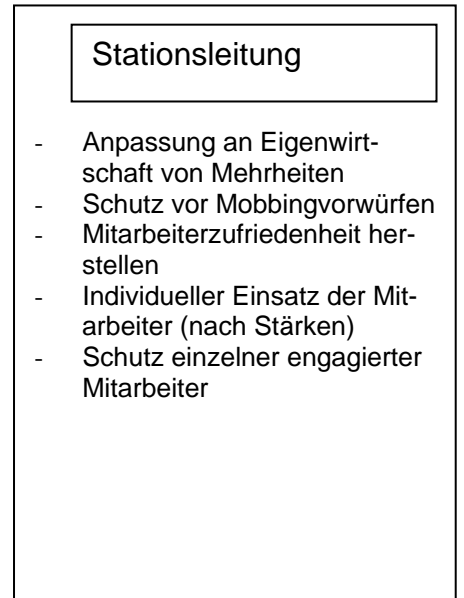 Stationsleitung
- Anpassung an Eigenwirt-
schaft von Mehrheiten
- Schutz vor Mobbingvorwürfen
- Mitarbeiterzufriedenheit her-
stellen
- Individueller Einsatz der Mit-
arbeiter (nach Stärken)
- Schutz einzelner engagierter
Mitarbeiter